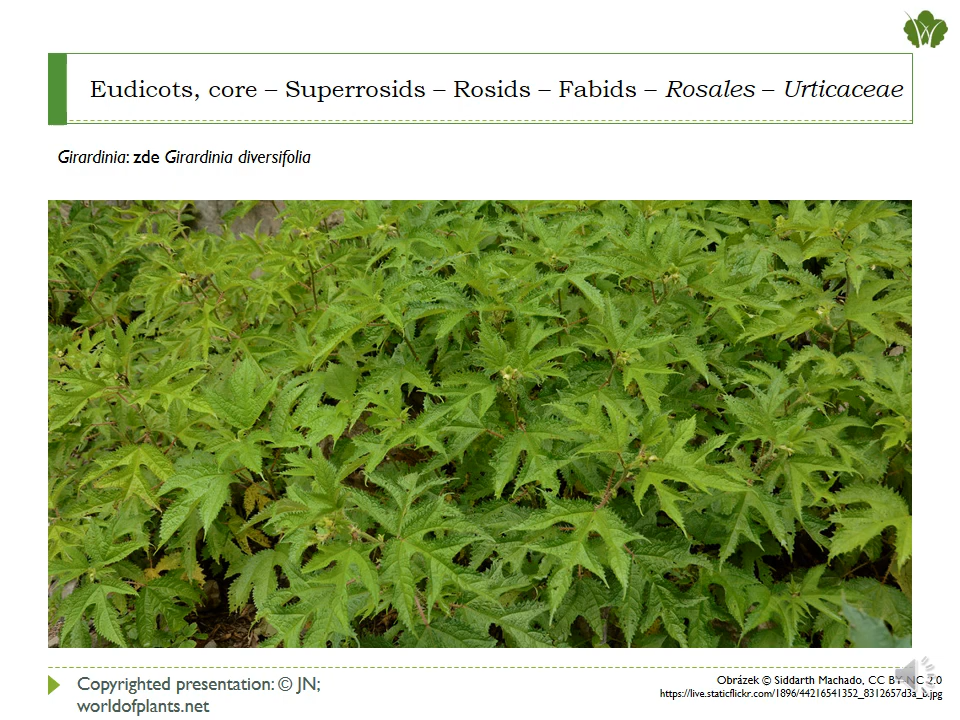 Eudicots, core – Superrosids – Rosids – Fabids – Rosales – Urticaceae
Girardinia: zde Girardinia diversifolia
Copyrighted presentation: © JN;
worldofplants.net
Obrázek © Siddarth Machado, CC BY-NC 2.0
https://live.staticflickr.com/1896/44216541352_8312657d3a_b.jpg